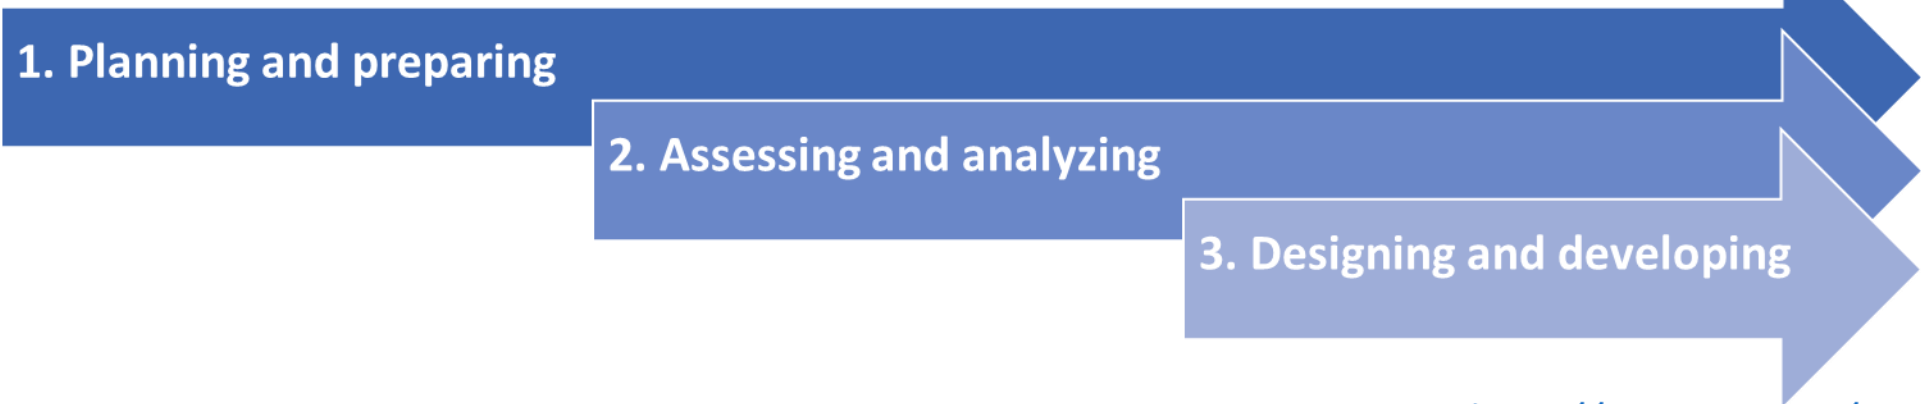 1. Planning and preparing
2. Assessing and analyzing
3. Designing and developing